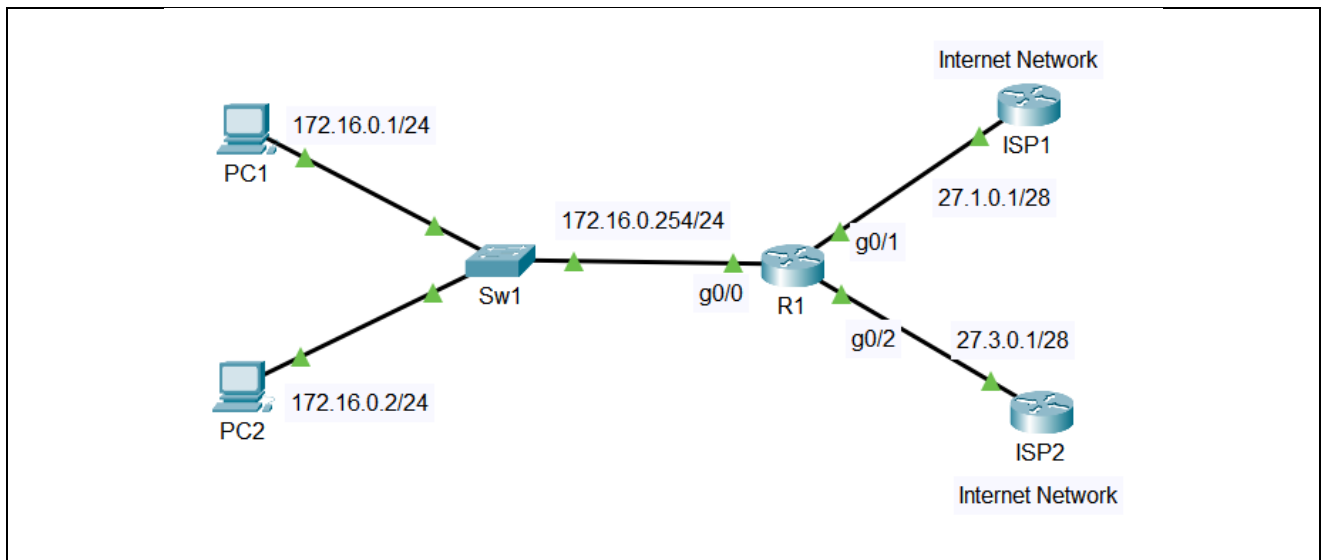 Internet Network
ISP1
172.16.0.1/24
PC1
27.1.0.1/28
172.16.0.254/24
g0/1
Sw1
g0/0
R1
g0/2
27.3.0.1/28
172.16.0.2/24
PC2
ISP2
Internet Network